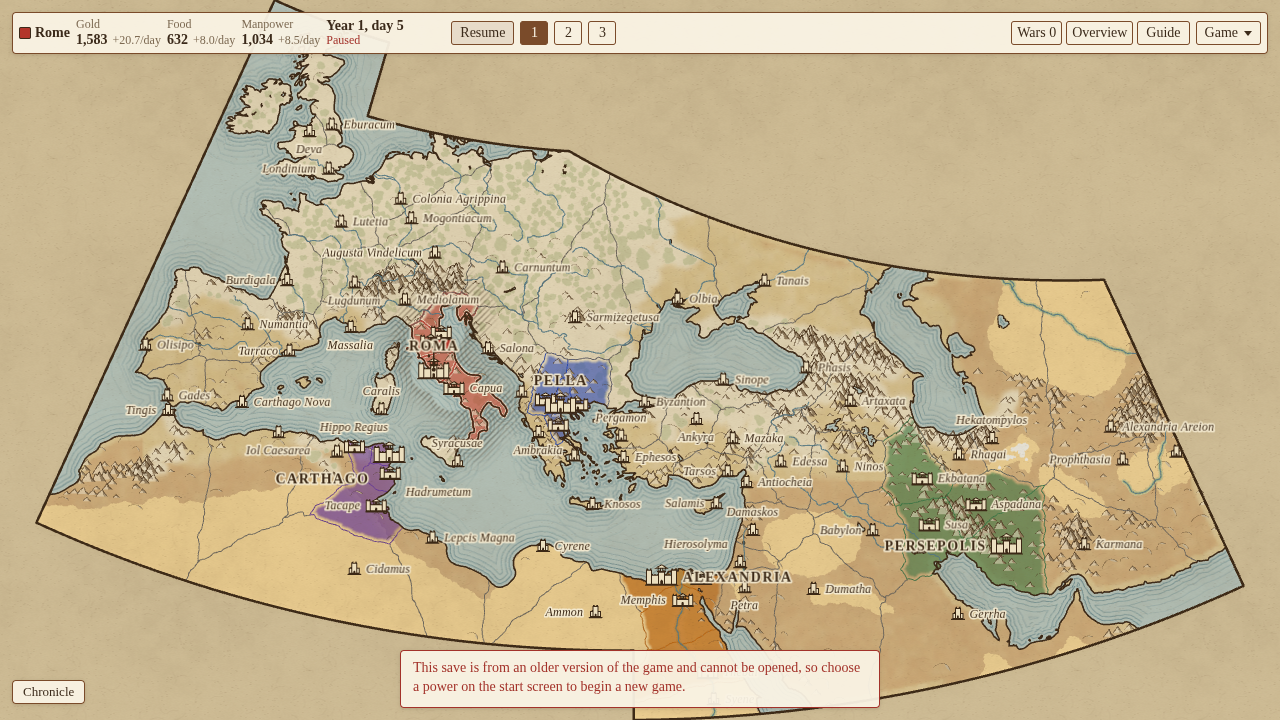 Rome
Gold
1,583 +20.7/day
Food
632 +8.0/day
Manpower
1,034 +8.5/day
Year 1, day 5
Paused
Resume
1
2
3
Wars 0
Overview
Guide
Game
Eburacum
Deva
Londinium
Colonia Agrippina
Lutetia
Mogontiacum
Augusta Vindelicum
Carnuntum
Burdigala
Tanais
Lugdunum
Mediolanum
Olbia
Numantia
Sarmizegetusa
Olisipo
Massalia
ROMA
Salona
Tarraco
Phasis
PELLA
Sinope
Caralis
Capua
Gades
Carthago Nova
Byzantion
Artaxata
Tingis
Pergamon
Hekatompylos
Hippo Regius
Alexandria Areion
Ankyra
Mazaka
Syracusae
Iol Caesarea
Ambrakia
Rhagai
Ephesos
Edessa
Ninos
Prophthasia
Tarsos
CARTHAGO
Ekbatana
Antiocheia
Hadrumetum
Tacape
Knosos
Salamis
Aspadana
Damaskos
Susa
Babylon
Lepcis Magna
Cyrene
Hierosolyma
PERSEPOLIS
Karmana
Cidamus
ALEXANDRIA
Dumatha
Memphis
Petra
Ammon
Gerrha
This save is from an older version of the game and cannot be opened, so choose
a power on the start screen to begin a new game.
Chronicle